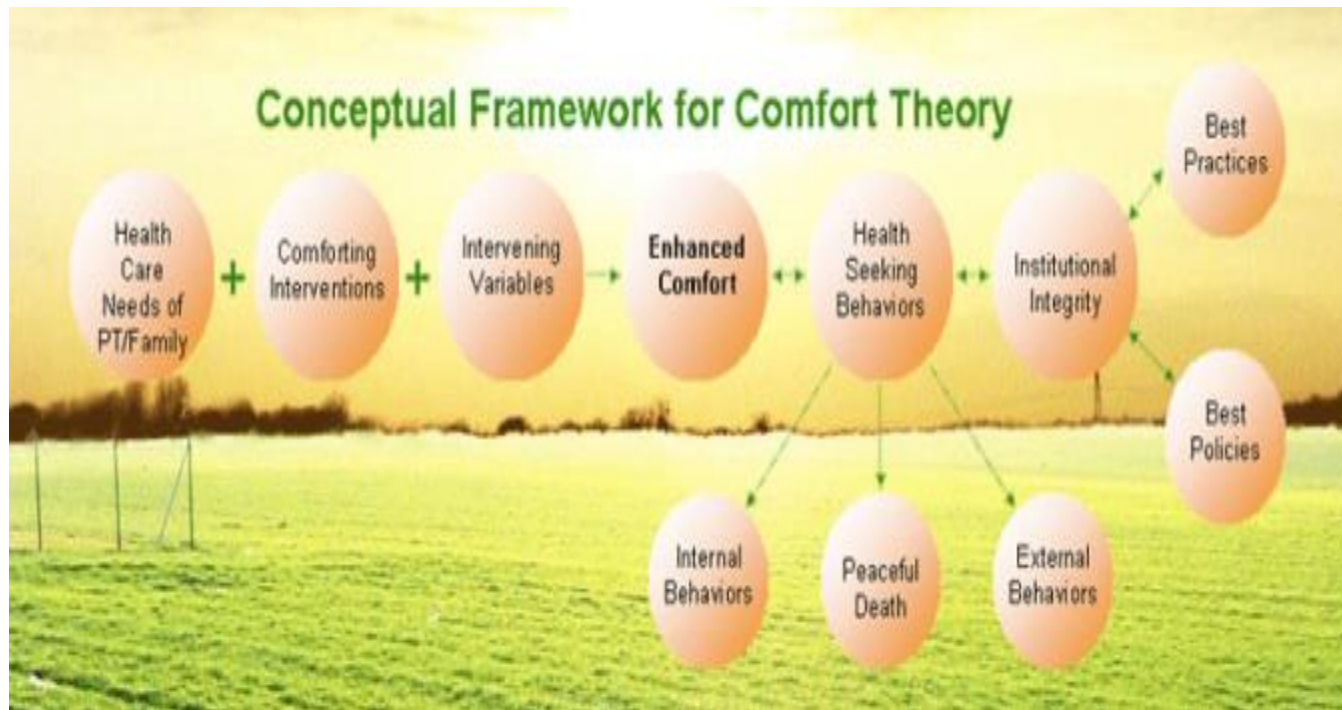 Conceptual Framework for Comfort Theory
Health
Care
Needs of
PT/Family
+
Comforting
Interventions
+
Intervening
Variables
Enhanced
Comfort
Health
Seeking
Behaviors
Institutional
Integrity
Best
Practices
Best
Policies
Internal
Behaviors
Peaceful
Death
External
Behaviors